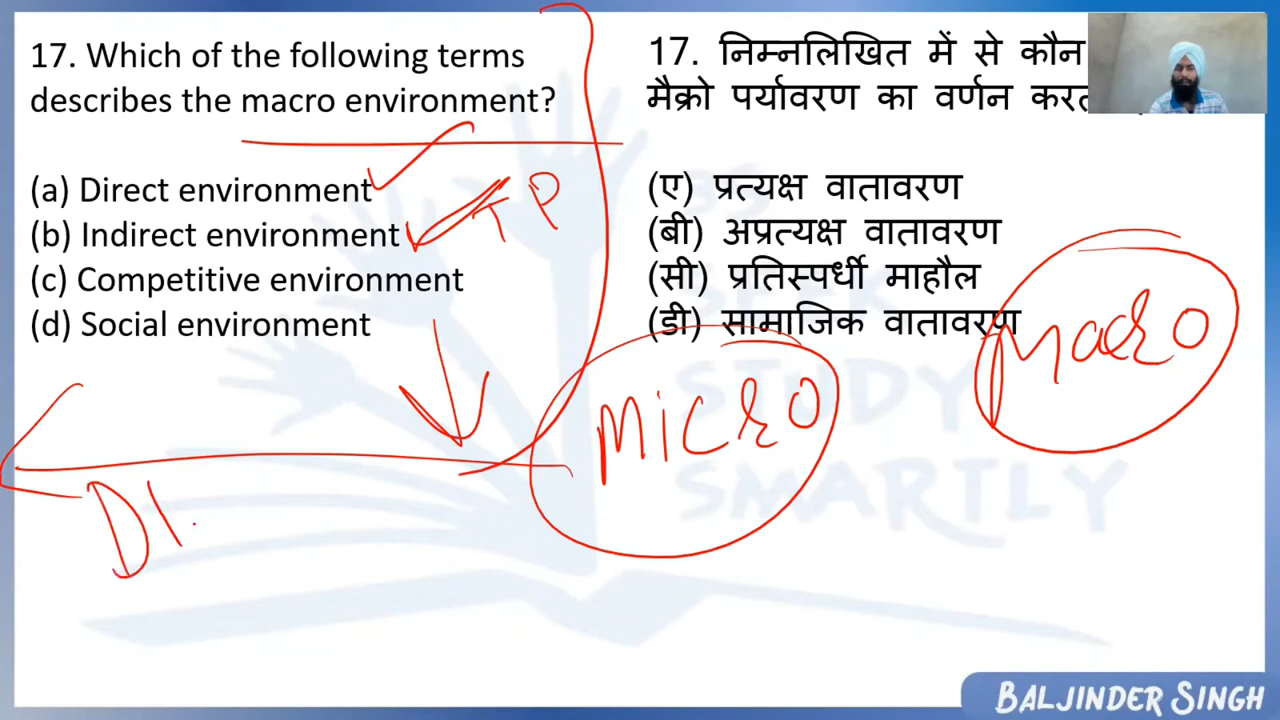 17. Which of the following terms
describes the macro environment?
(a) Direct environment
(b) Indirect environment
(c) Competitive environment
(d) Social environment
17. निम्नलिखित में से कौन
मैक्रो पर्यावरण का वर्णन
(ए) प्रत्यक्ष वातावरण
(बी) अप्रत्यक्ष वातावरण
(सी) प्रतिस्पर्धी माहौल
(डी) सामाजिक वातावरण
Macro
Micro
STUDY
SMARTLY
BALJINDER SINGH